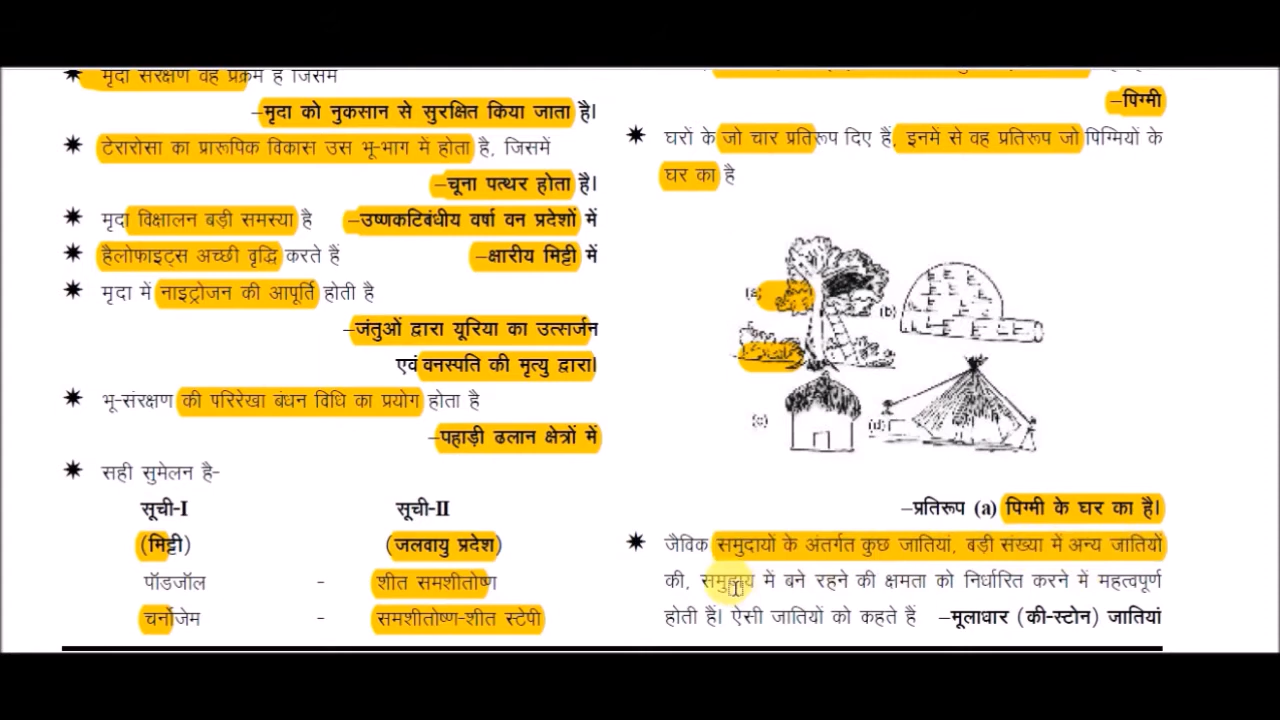 मृदा संरक्षण वह प्रक्रम है जिसमें
–मृदा को नुकसान से सुरक्षित किया जाता है।
टेरारोसा का प्रारूपिक विकास उस भू-भाग में होता है, जिसमें
–चूना पत्थर होता है।
मृदा विक्षालन बड़ी समस्या है –उष्णकटिबंधीय वर्षा वन प्रदेशों में
हैलोफाइट्स अच्छी वृद्धि करते हैं –क्षारीय मिट्टी में
मृदा में नाइट्रोजन की आपूर्ति होती है
–जंतुओं द्वारा यूरिया का उत्सर्जन
एवं वनस्पति की मृत्यु द्वारा।
भू-संरक्षण की परिरेखा बंधन विधि का प्रयोग होता है
–पहाड़ी ढलान क्षेत्रों में
सही सुमेलन है-
सूची-I सूची-II
(मिट्टी) (जलवायु प्रदेश)
पॉडजॉल - शीत समशीतोष्ण
चर्नोजेम - समशीतोष्ण-शीत स्टेपी
–पिग्मी
घरों के जो चार प्रतिरूप दिए हैं, इनमें से वह प्रतिरूप जो पिग्मियों के
घर का है
(a)
(b)
(c)
(d)
–प्रतिरूप (a) पिग्मी के घर का है।
जैविक समुदायों के अंतर्गत कुछ जातियां, बड़ी संख्या में अन्य जातियों
की, समुदाय में बने रहने की क्षमता को निर्धारित करने में महत्वपूर्ण
होती हैं। ऐसी जातियों को कहते हैं –मूलाधार (की-स्टोन) जातियां